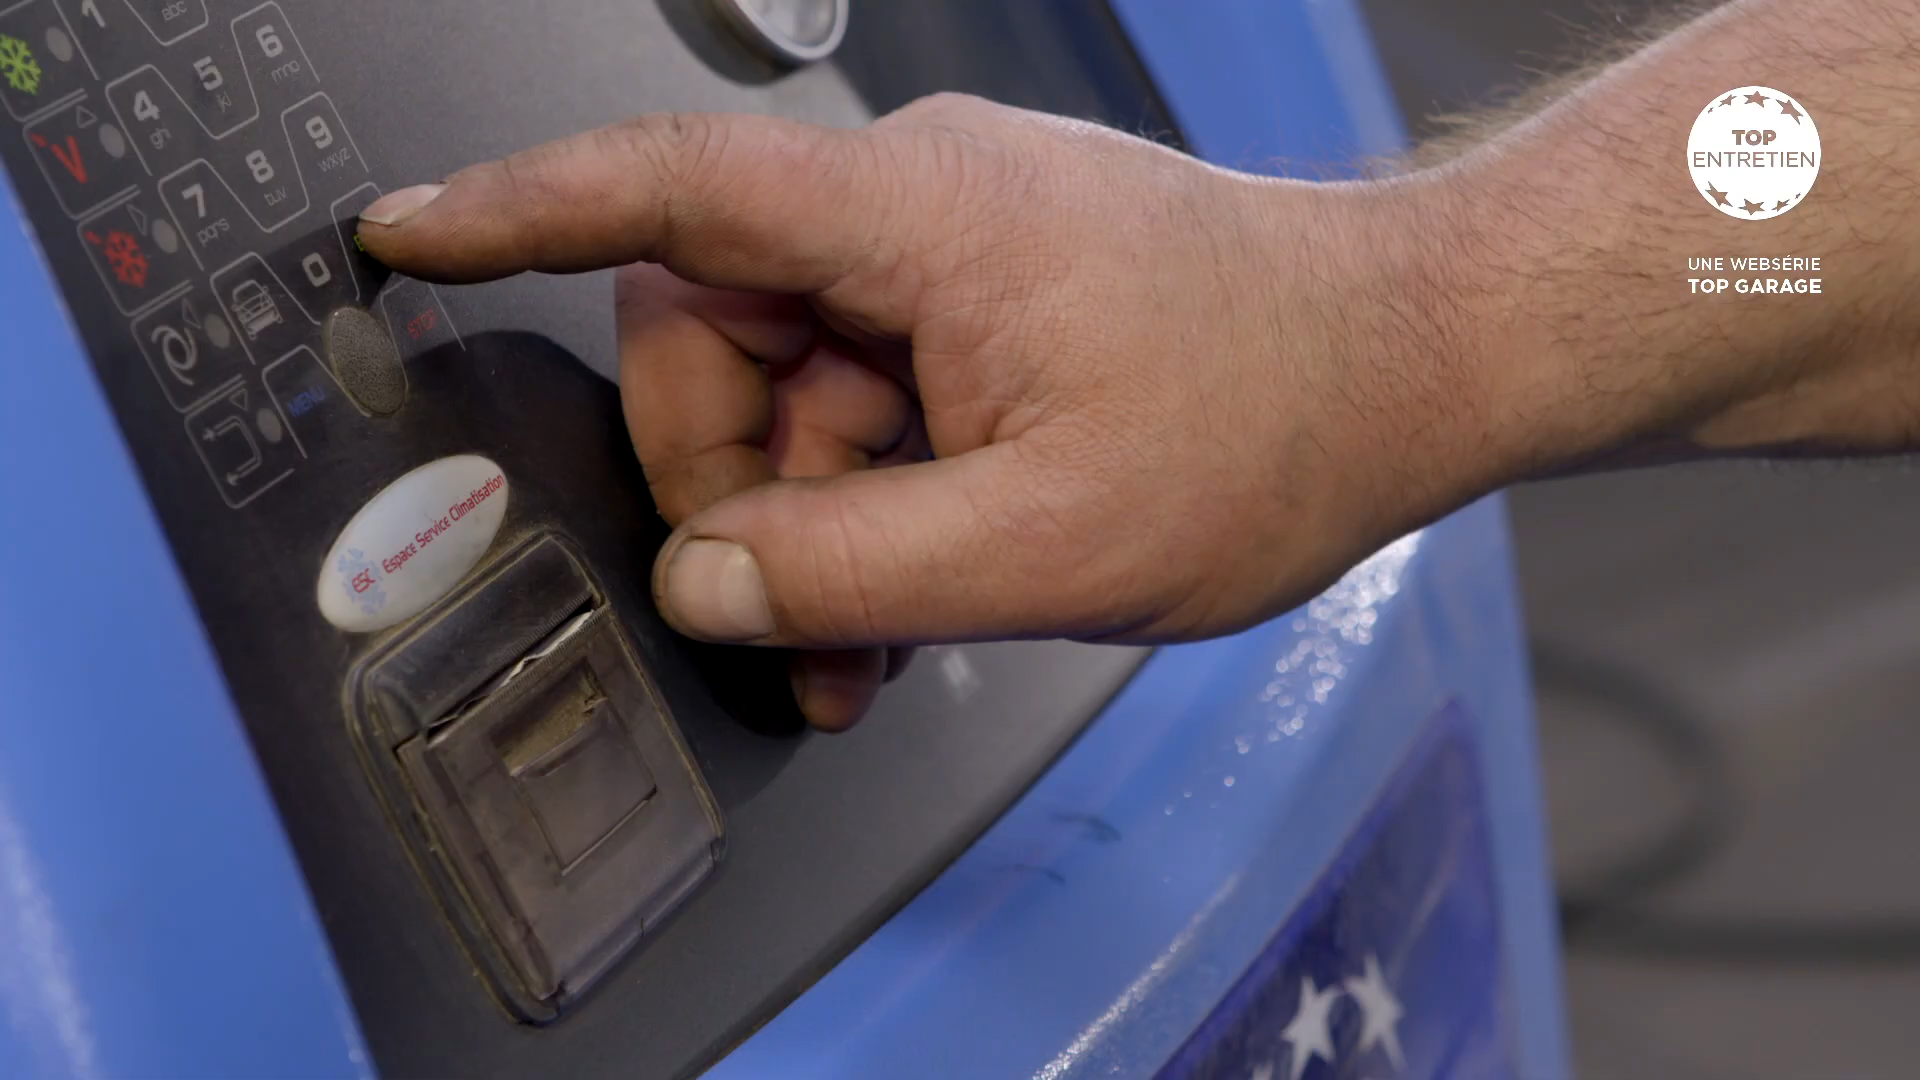 1
abc
6
mno
5
jkl
4
ghi
9
wxyz
8
tuv
7
pqrs
V
0
STOP
MENU
ESC Espace Service Climatisation
TOP
ENTRETIEN
UNE WEBSÉRIE
TOP GARAGE